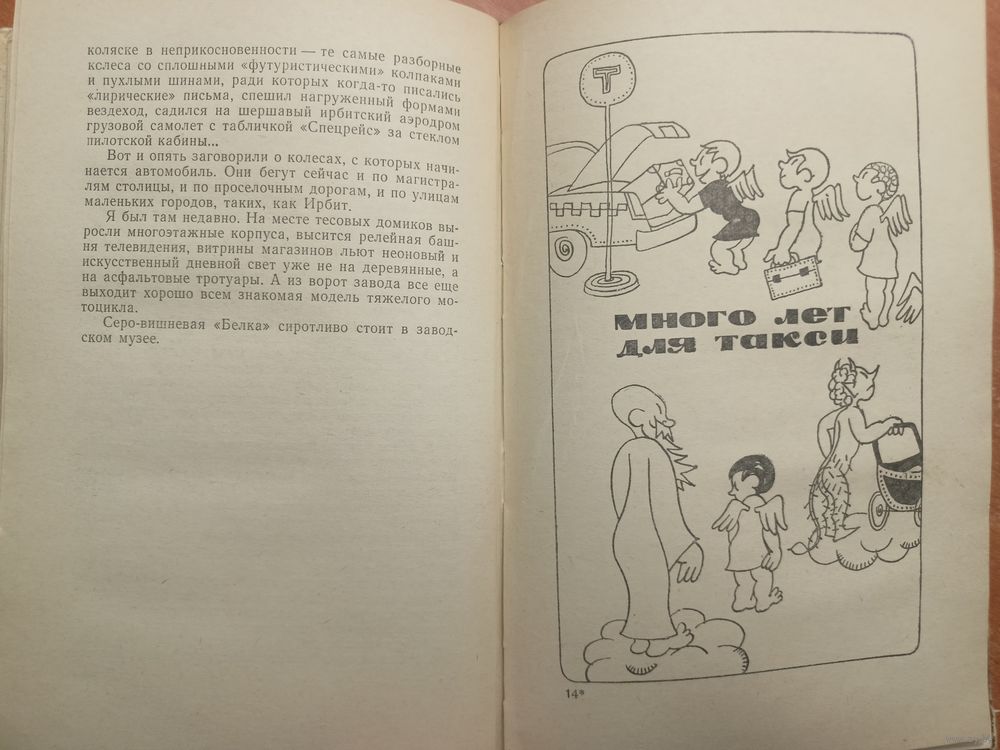 коляске в неприкосновенности — те самые разборные
колеса со сплошными «футуристическими» колпаками
и пухлыми шинами, ради которых когда-то писались
«лирические» письма, спешил нагруженный формами
вездеход, садился на шершавый ирбитский аэродром
грузовой самолет с табличкой «Спецрейс» за стеклом
пилотской кабины...
Вот и опять заговорили о колесах, с которых начи-
нается автомобиль. Они бегут сейчас и по магистра-
лям столицы, и по проселочным дорогам, и по улицам
маленьких городов, таких, как Ирбит.
Я был там недавно. На месте тесовых домиков вы-
росли многоэтажные корпуса, высится релейная баш-
ня телевидения, витрины магазинов льют неоновый и
искусственный дневной свет уже не на деревянные, а
на асфальтовые тротуары. А из ворот завода все еще
выходит хорошо всем знакомая модель тяжелого мо-
тоцикла.
Серо-вишневая «Белка» сиротливо стоит в завод-
ском музее.
Т
много лет
для такси
14*